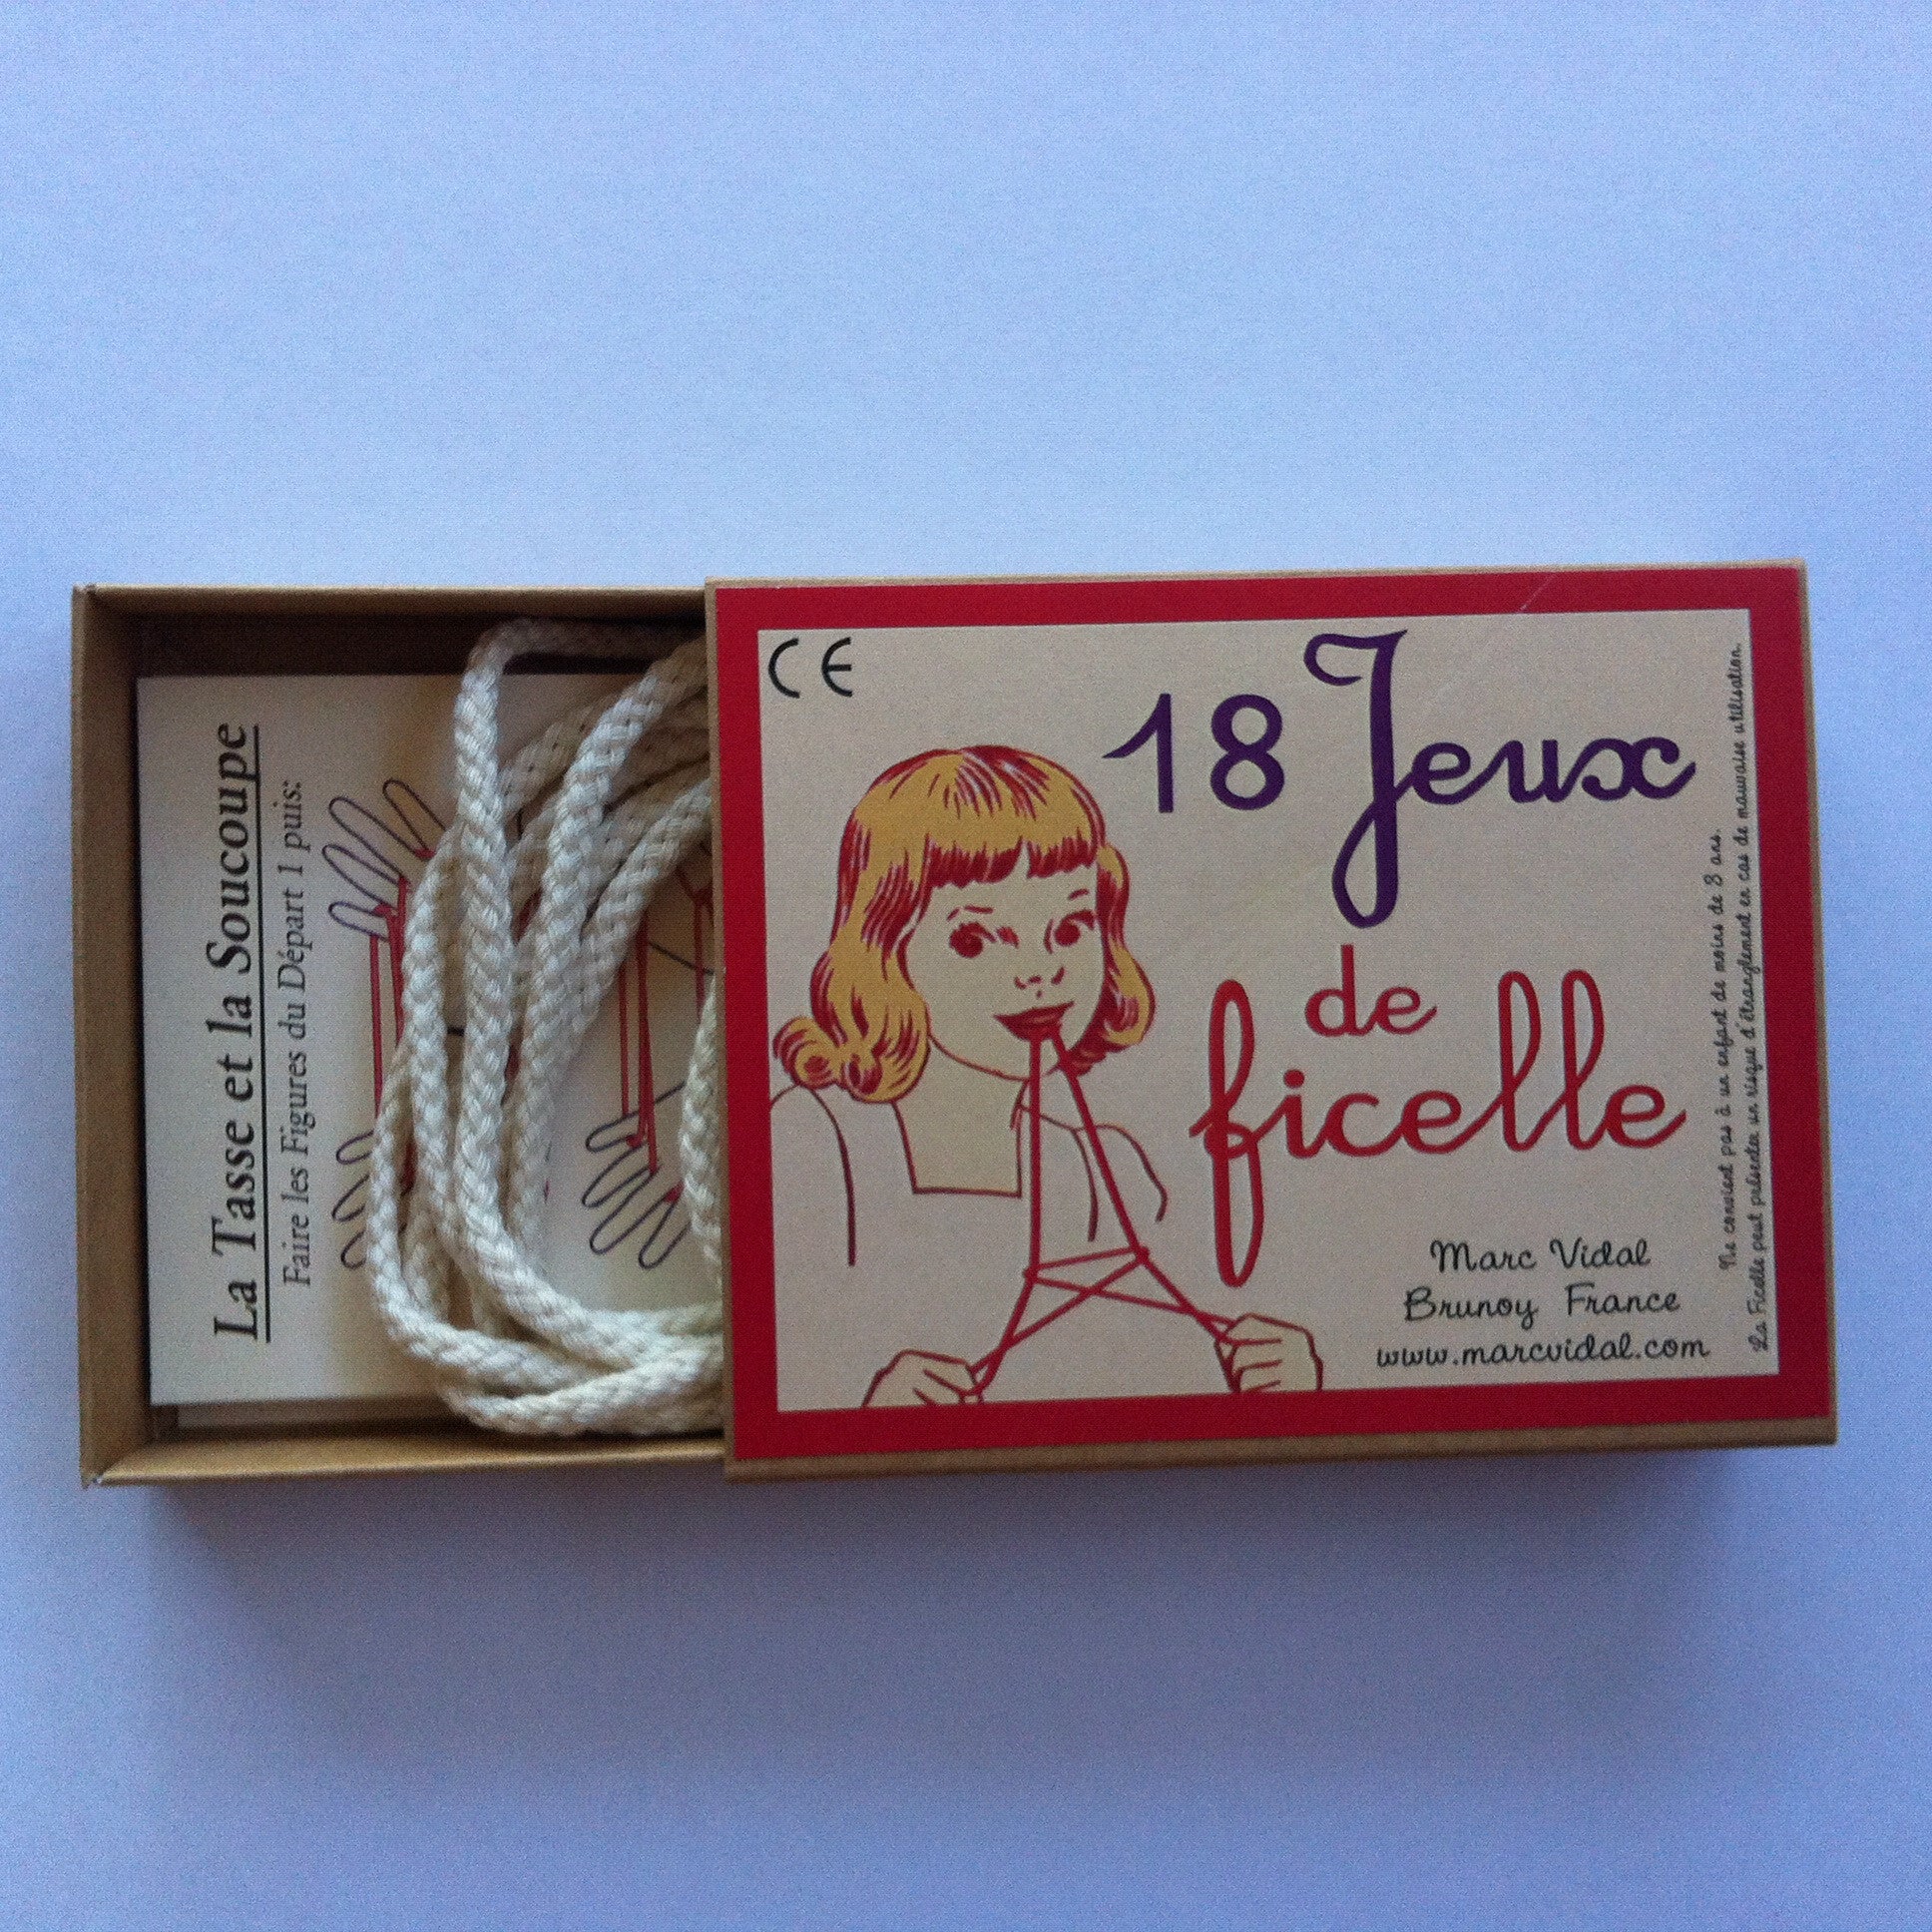 La Tasse et la Soucoupe
Faire les Figures du Départ 1 puis:
CE
18 Jeux
de
ficelle
Marc Vidal
Brunoy France
www.marcvidal.com
Ne convient pas à un enfant de moins de 8 ans.
La Ficelle peut présenter un risque d'étranglement en cas de mauvaise utilisation.